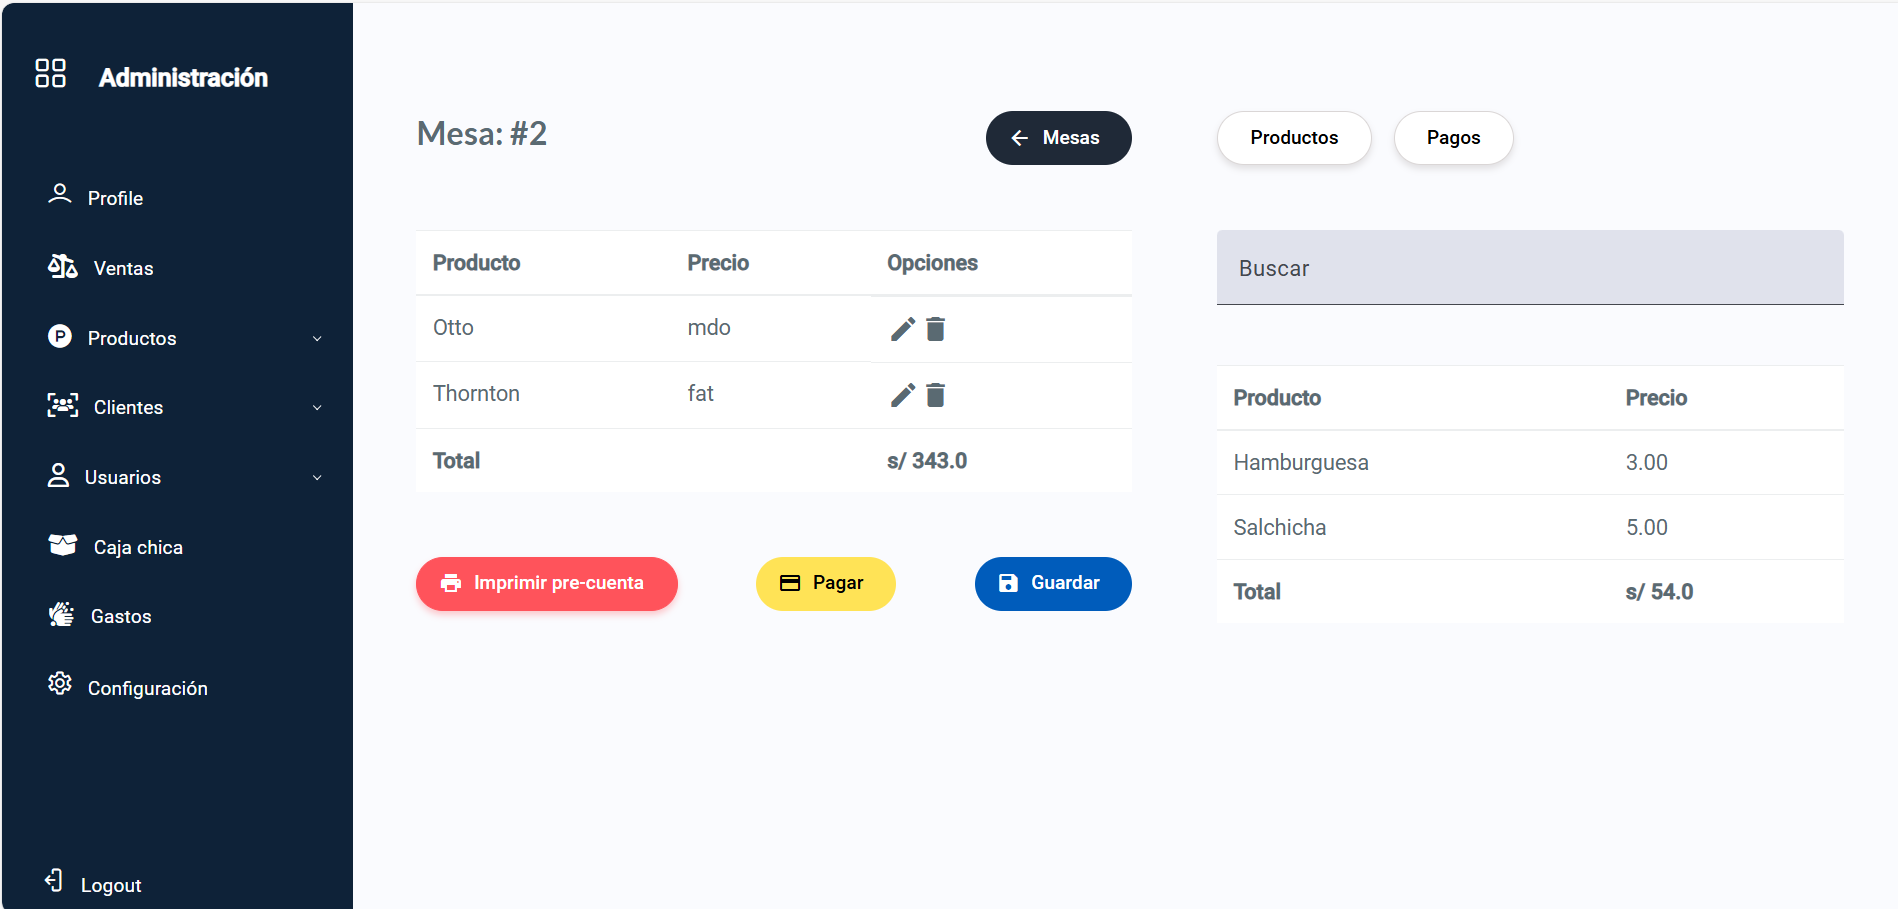 Administración
Profile
Ventas
P Productos
Clientes
Usuarios
Caja chica
Gastos
Configuración
Logout
Mesa: #2
Mesas
Producto Precio Opciones
Otto mdo
Thornton fat
Total s/ 343.0
Imprimir pre-cuenta Pagar Guardar
Productos Pagos
Buscar
Producto Precio
Hamburguesa 3.00
Salchicha 5.00
Total s/ 54.0